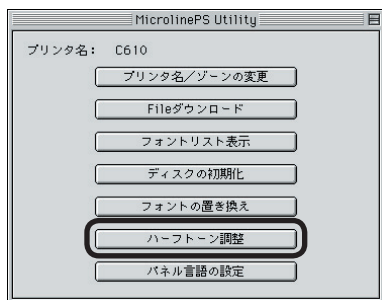 MicrolinePS Utility
プリンタ名： C610
プリンタ名／ゾーンの変更
Fileダウンロード
フォントリスト表示
ディスクの初期化
フォントの置き換え
ハーフトーン調整
パネル言語の設定